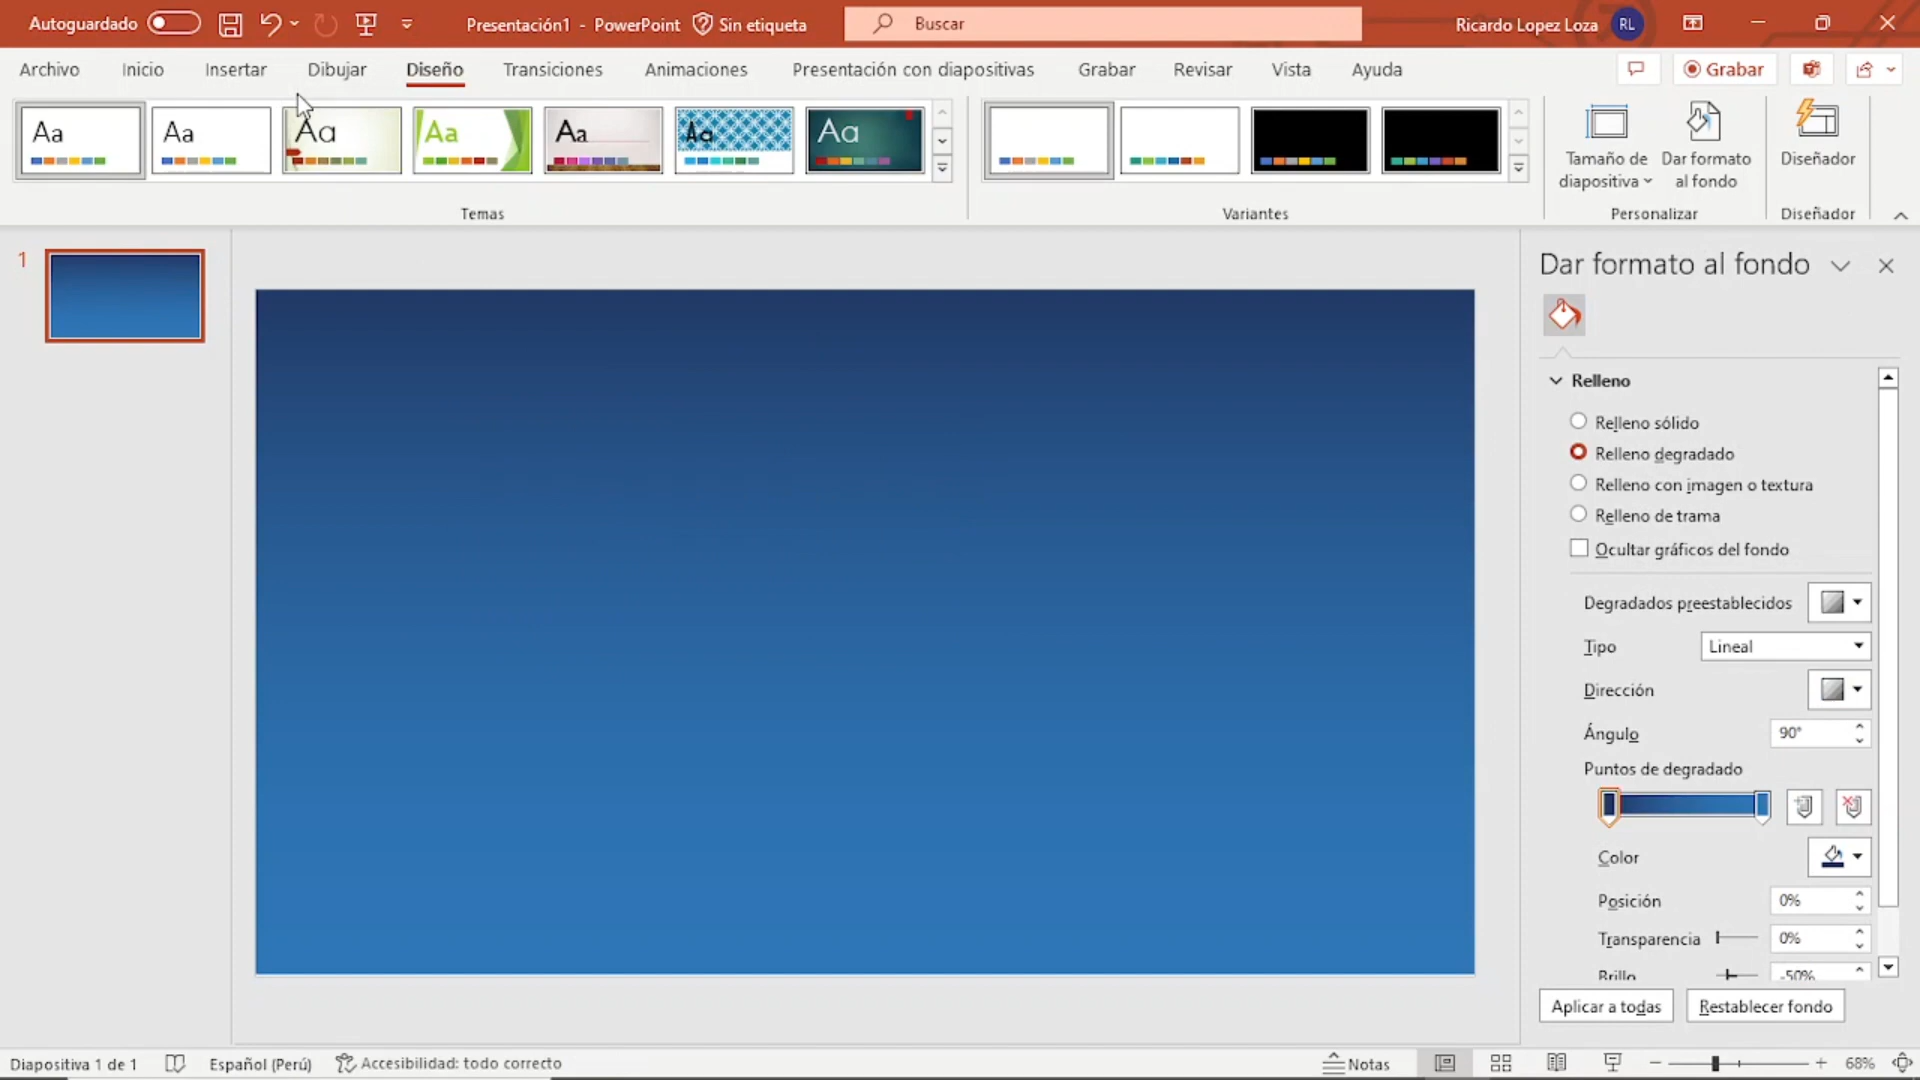 Autoguardado
Presentación1 - PowerPoint
Sin etiqueta
Buscar
Ricardo Lopez Loza
RL
Archivo
Inicio
Insertar
Dibujar
Diseño
Transiciones
Animaciones
Presentación con diapositivas
Grabar
Revisar
Vista
Ayuda
Grabar
Aa
Aa
Aa
Aa
Aa
Aa
Aa
Temas
Variantes
Tamaño de
diapositiva
Dar formato
al fondo
Personalizar
Diseñador
Diseñador
1
Dar formato al fondo
Relleno
Relleno sólido
Relleno degradado
Relleno con imagen o textura
Relleno de trama
Ocultar gráficos del fondo
Degradados preestablecidos
Tipo
Lineal
Dirección
Ángulo
90°
Puntos de degradado
Color
Posición
0%
Transparencia
0%
Brillo
-50%
Aplicar a todas
Restablecer fondo
Diapositiva 1 de 1
Español (Perú)
Accesibilidad: todo correcto
Notas
68%